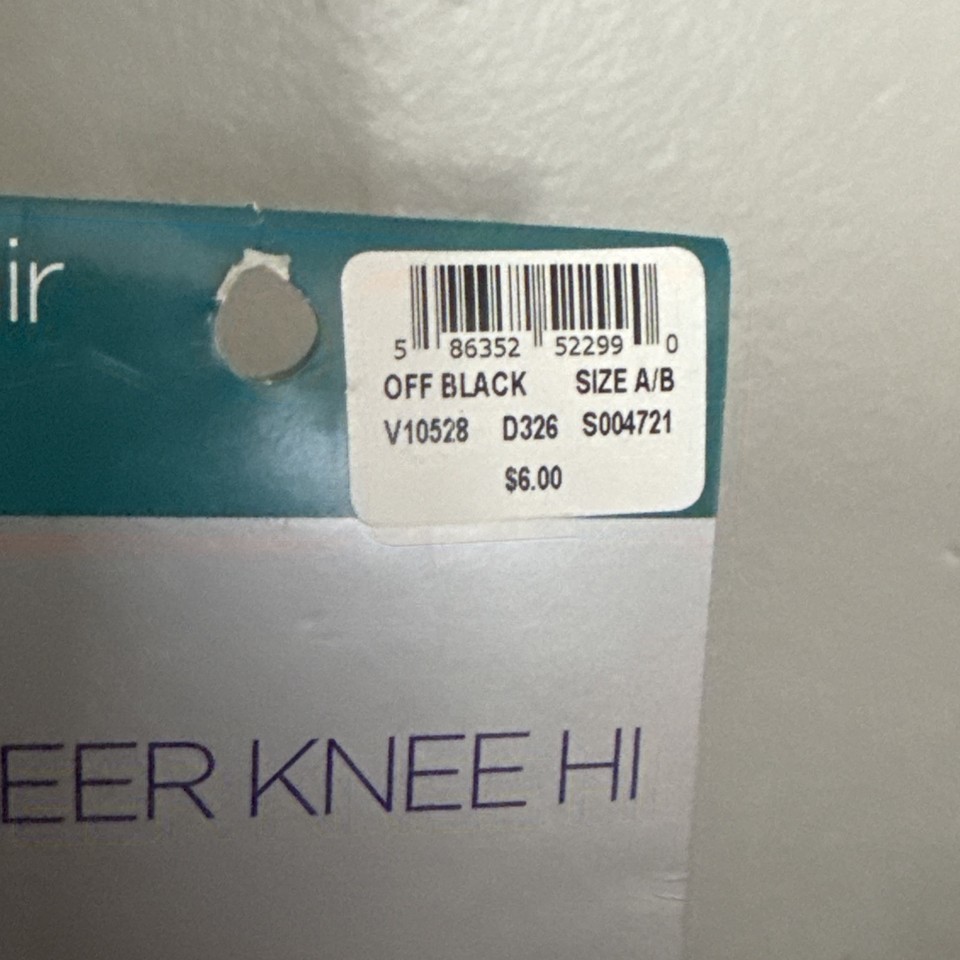 ir
5 86352 52299 0
OFF BLACK SIZE A/B
V10528 D326 S004721
$6.00
EER KNEE HI